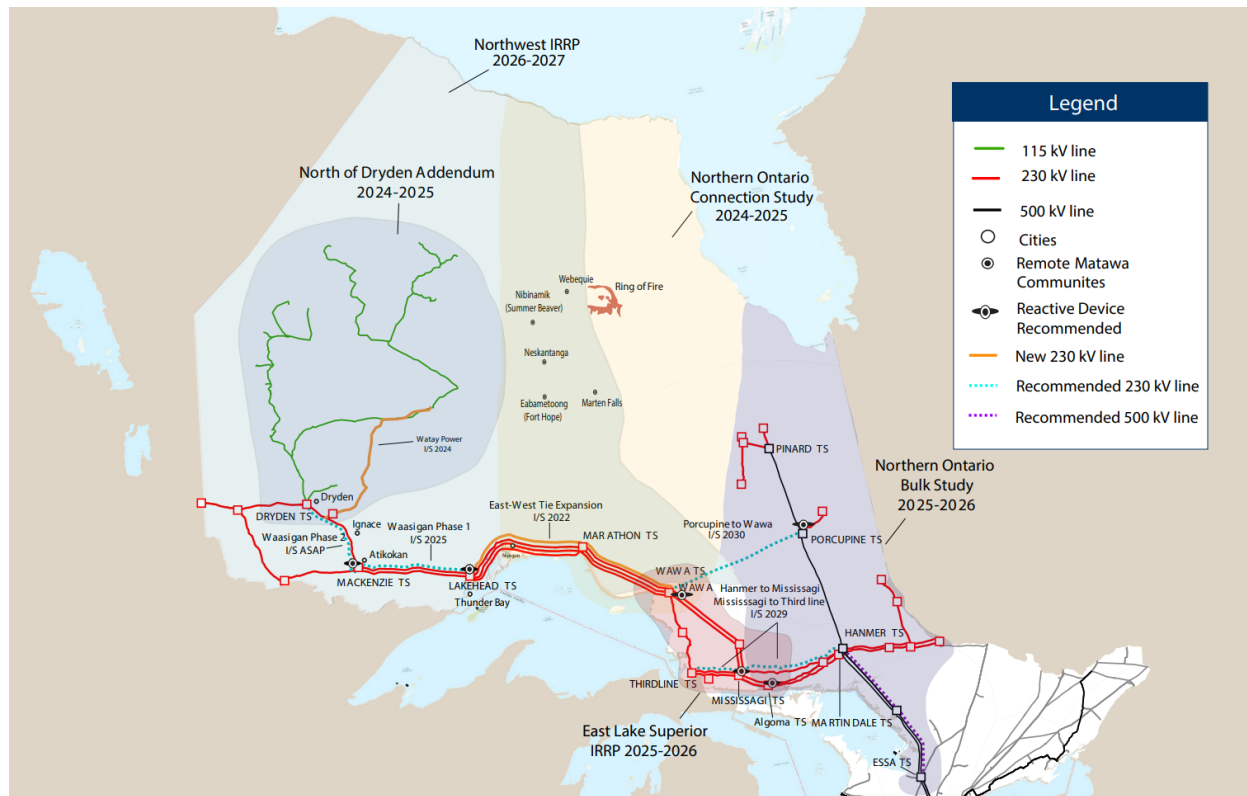 Northwest IRRP
2026-2027
North of Dryden Addendum
2024-2025
Northern Ontario
Connection Study
2024-2025
Legend
115 kV line
230 kV line
500 kV line
Cities
Remote Matawa
Communites
Reactive Device
Recommended
New 230 kV line
Recommended 230 kV line
Recommended 500 kV line
Webequie
Ring of Fire
Nibinamik
(Summer Beaver)
Neskantanga
Eabametoong
(Fort Hope)
Marten Falls
Watay Power
I/S 2024
PINARD TS
Northern Ontario
Bulk Study
2025-2026
Dryden
DRYDEN TS
Ignace
Waasigan Phase 2
I/S ASAP
Atikokan
MACKENZIE TS
Waasigan Phase 1
I/S 2025
East-West Tie Expansion
I/S 2022
MARATHON TS
LAKEHEAD TS
Thunder Bay
Porcupine to Wawa
I/S 2030
PORCUPINE TS
WAWA TS
WAWA
Hanmer to Mississagi
Mississsagi to Third line
I/S 2029
HANMER TS
THIRDLINE TS
MISSISSAGI TS
Algoma TS
MARTINDALE TS
East Lake Superior
IRRP 2025-2026
ESSA TS